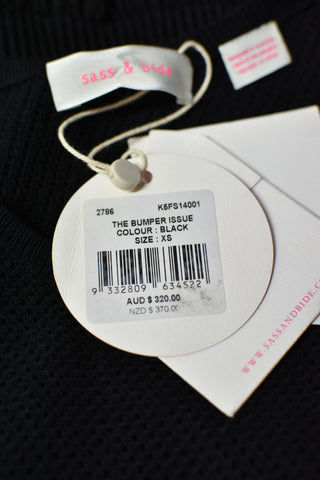 sass & bide
2786 K6FS14001
THE BUMPER ISSUE
COLOUR : BLACK
SIZE : XS
9 332809 634522
AUD $ 320.00
NZD $ 370.00
WWW.SASSANDBIDE.C